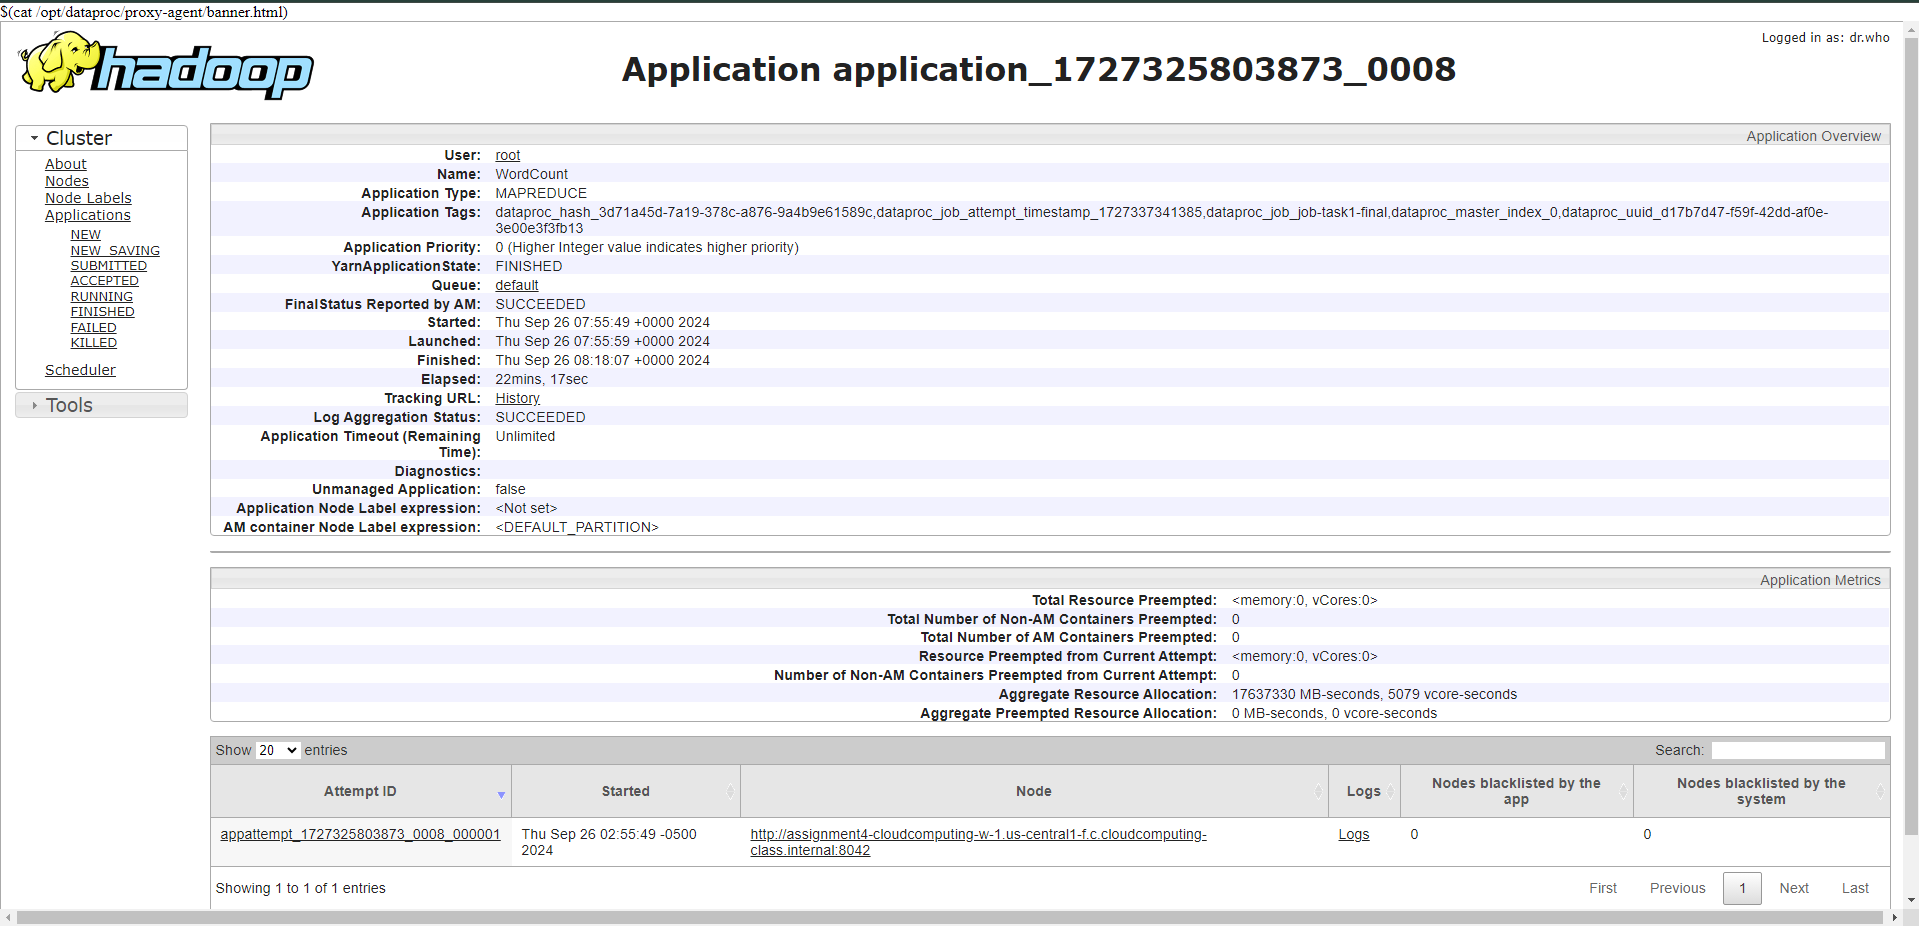 $(cat /opt/dataproc/proxy-agent/banner.html)
Logged in as: dr.who
hadoop
Application application_1727325803873_0008
Cluster
About
Nodes
Node Labels
Applications
NEW
NEW_SAVING
SUBMITTED
ACCEPTED
RUNNING
FINISHED
FAILED
KILLED
Scheduler
Tools
Application Overview
User: root
Name: WordCount
Application Type: MAPREDUCE
Application Tags: dataproc_hash_3d71a45d-7a19-378c-a876-9a4b9e61589c,dataproc_job_attempt_timestamp_1727337341385,dataproc_job_job-task1-final,dataproc_master_index_0,dataproc_uuid_d17b7d47-f59f-42dd-af0e-
3e00e3f3fb13
Application Priority: 0 (Higher Integer value indicates higher priority)
YarnApplicationState: FINISHED
Queue: default
FinalStatus Reported by AM: SUCCEEDED
Started: Thu Sep 26 07:55:49 +0000 2024
Launched: Thu Sep 26 07:55:59 +0000 2024
Finished: Thu Sep 26 08:18:07 +0000 2024
Elapsed: 22mins, 17sec
Tracking URL: History
Log Aggregation Status: SUCCEEDED
Application Timeout (Remaining Unlimited
Time):
Diagnostics:
Unmanaged Application: false
Application Node Label expression: <Not set>
AM container Node Label expression: <DEFAULT_PARTITION>
Application Metrics
Total Resource Preempted: <memory:0, vCores:0>
Total Number of Non-AM Containers Preempted: 0
Total Number of AM Containers Preempted: 0
Resource Preempted from Current Attempt: <memory:0, vCores:0>
Number of Non-AM Containers Preempted from Current Attempt: 0
Aggregate Resource Allocation: 17637330 MB-seconds, 5079 vcore-seconds
Aggregate Preempted Resource Allocation: 0 MB-seconds, 0 vcore-seconds
Show 20 entries Search:
Attempt ID Started Node Logs Nodes blacklisted by the Nodes blacklisted by the
app system
appattempt_1727325803873_0008_000001 Thu Sep 26 02:55:49 -0500 http://assignment4-cloudcomputing-w-1.us-central1-f.c.cloudcomputing- Logs 0 0
2024 class.internal:8042
Showing 1 to 1 of 1 entries First Previous 1 Next Last